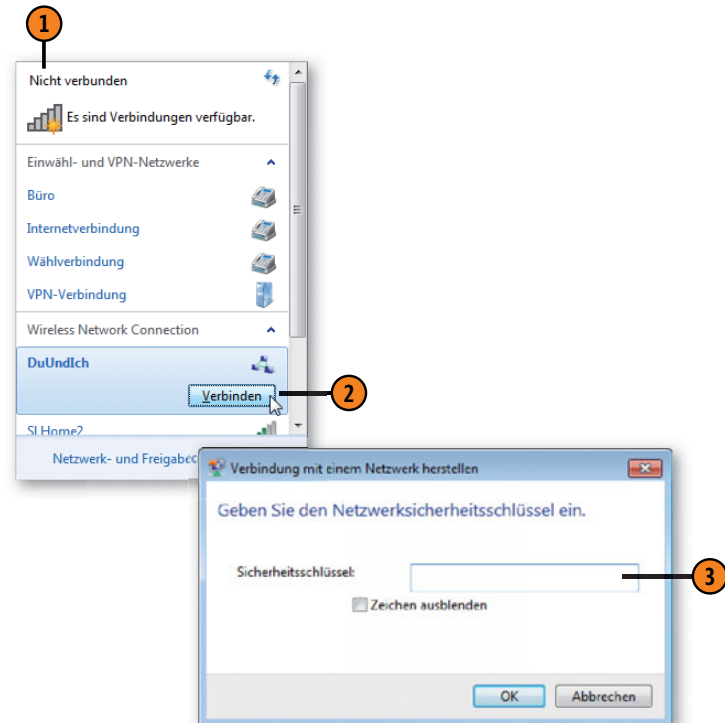 1
Nicht verbunden
Es sind Verbindungen verfügbar.
Einwähl- und VPN-Netzwerke
Büro
Internetverbindung
Wählverbindung
VPN-Verbindung
Wireless Network Connection
DuUndIch
Verbinden
2
SLHome2
Netzwerk- und Freigabec
Verbindung mit einem Netzwerk herstellen
Geben Sie den Netzwerksicherheitsschlüssel ein.
Sicherheitsschlüssel:
3
Zeichen ausblenden
OK Abbrechen